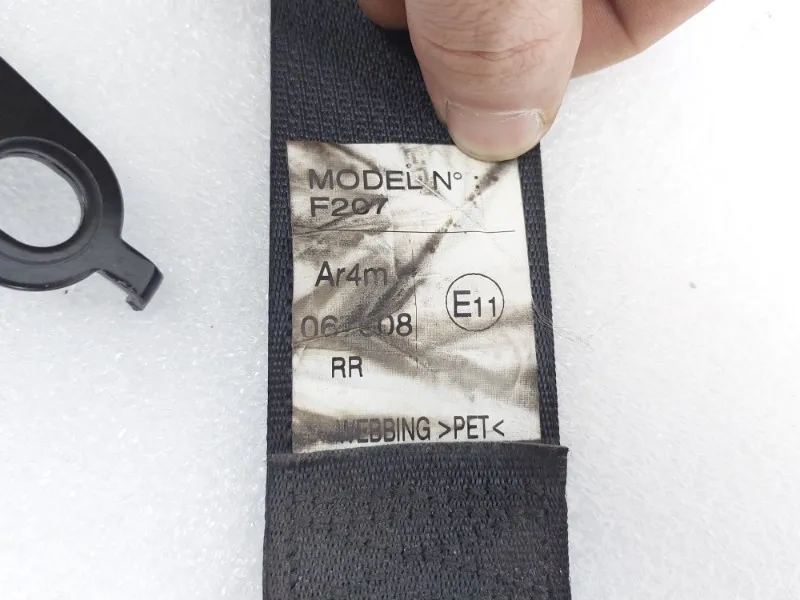 MODEL N° :
F207
Ar4m
E11
RR
WEBBING >PET<